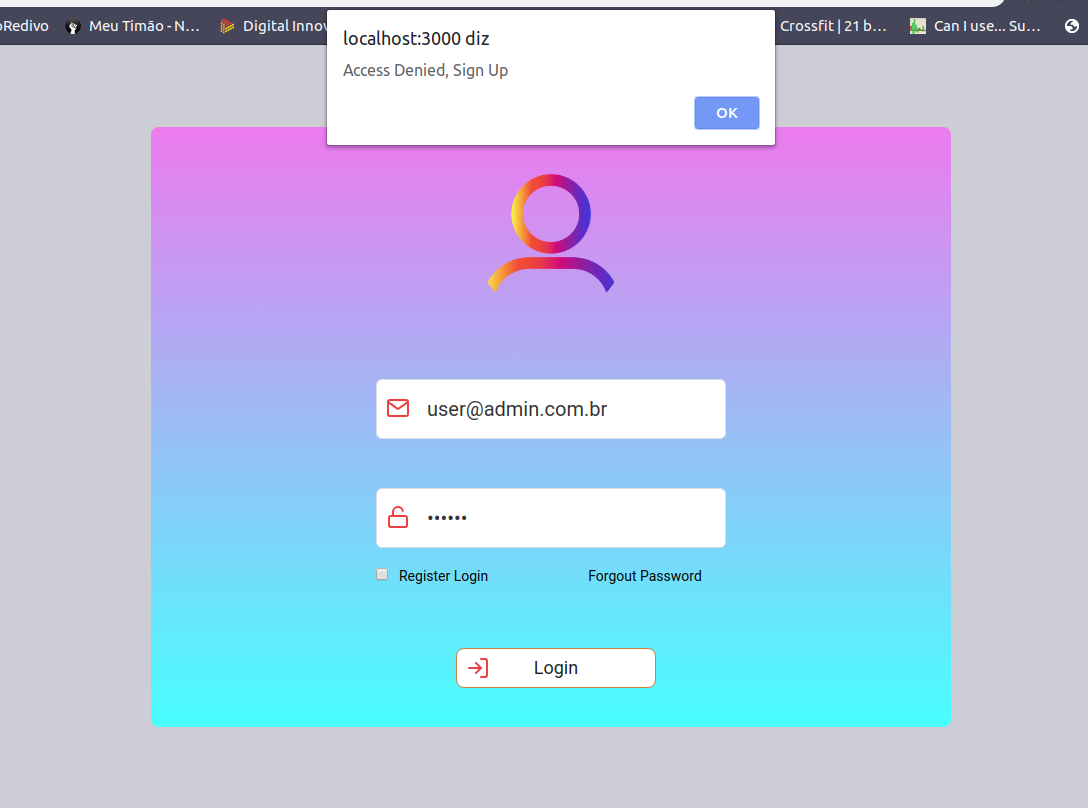 oRedivo Meu Timão - N... Digital Innov Crossfit | 21 b... Can I use... Su...
localhost:3000 diz
Access Denied, Sign Up
OK
user@admin.com.br
••••••
Register Login Forgout Password
Login